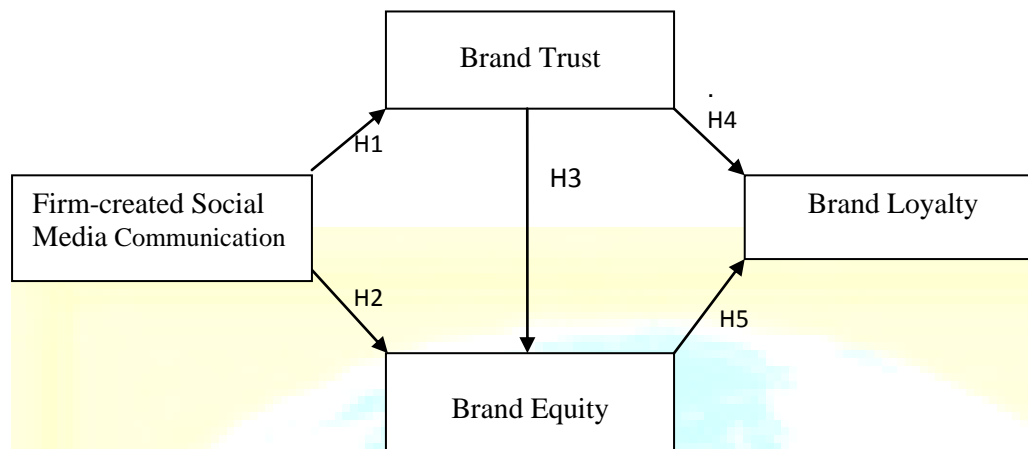 Brand Trust
.
H4
H1
H3
Firm-created Social
Media Communication
Brand Loyalty
H2
H5
Brand Equity